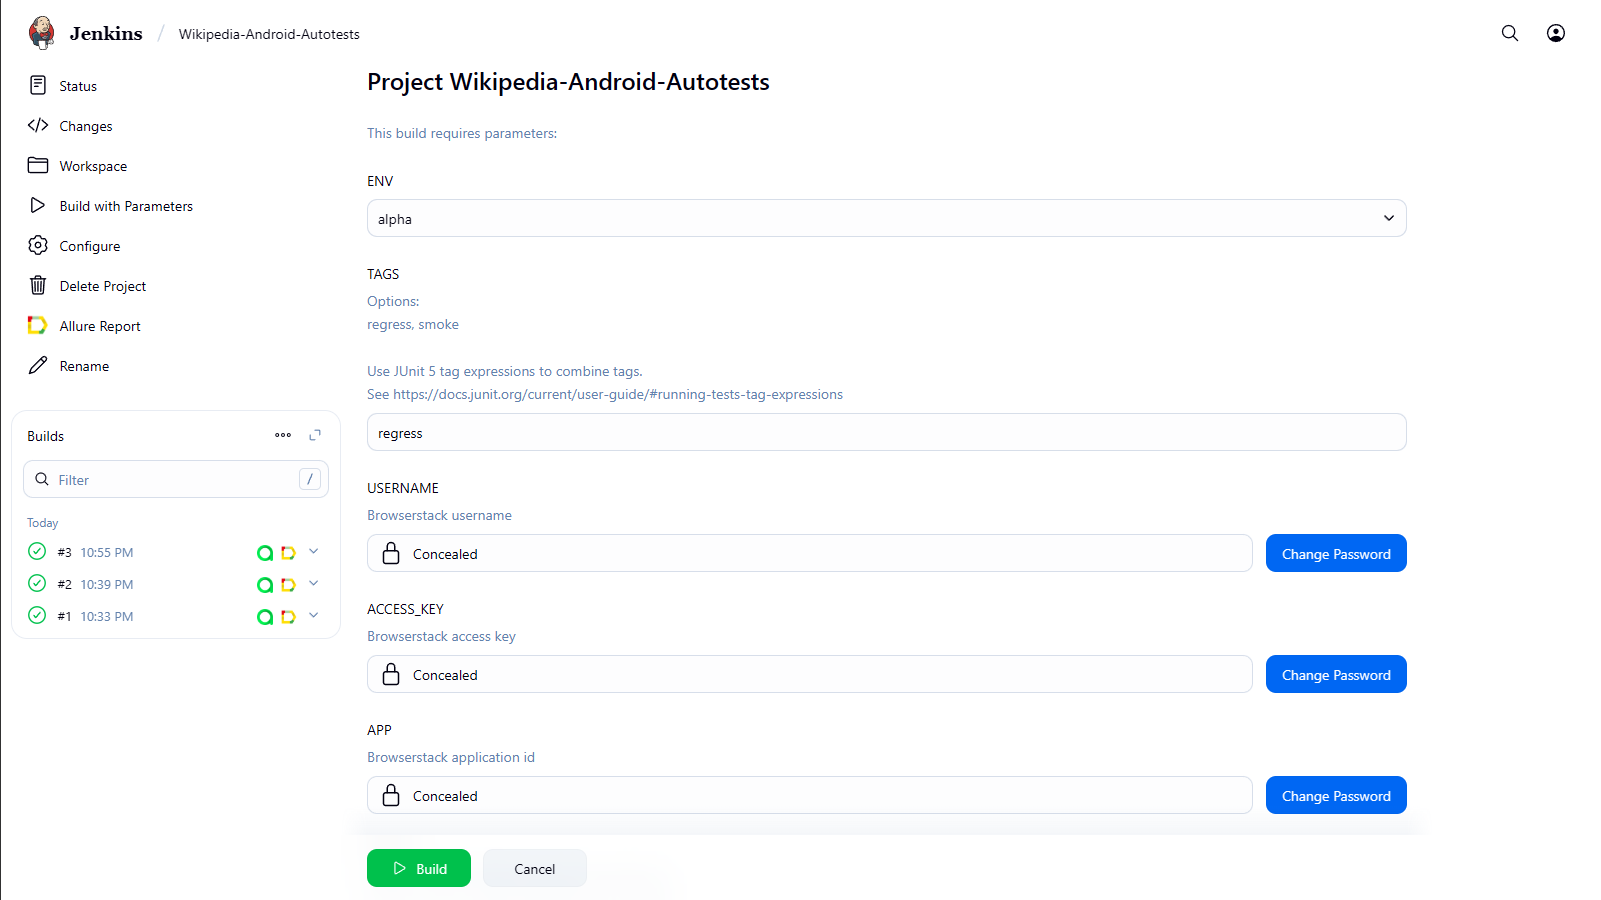 Jenkins / Wikipedia-Android-Autotests
Status
Changes
Workspace
Build with Parameters
Configure
Delete Project
Allure Report
Rename
Builds
Filter /
Today
#3 10:55 PM
#2 10:39 PM
#1 10:33 PM
Project Wikipedia-Android-Autotests
This build requires parameters:
ENV
alpha
TAGS
Options:
regress, smoke
Use JUnit 5 tag expressions to combine tags.
See https://docs.junit.org/current/user-guide/#running-tests-tag-expressions
regress
USERNAME
Browserstack username
Concealed Change Password
ACCESS_KEY
Browserstack access key
Concealed Change Password
APP
Browserstack application id
Concealed Change Password
Build Cancel